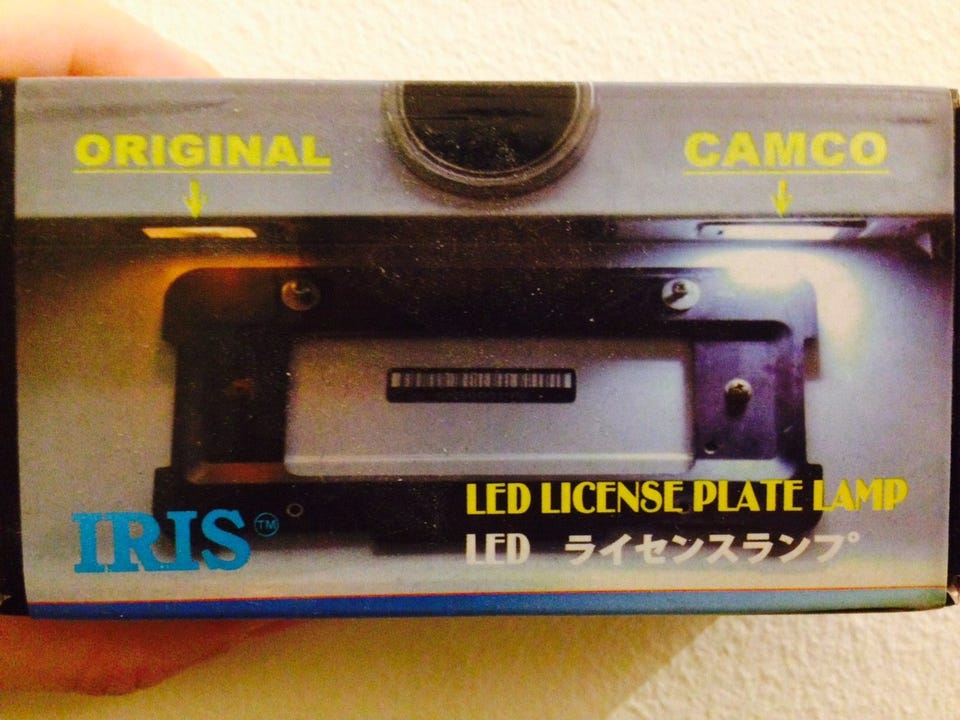 ORIGINAL
CAMCO
LED LICENSE PLATE LAMP
IRIS™
LED ライセンスランプ